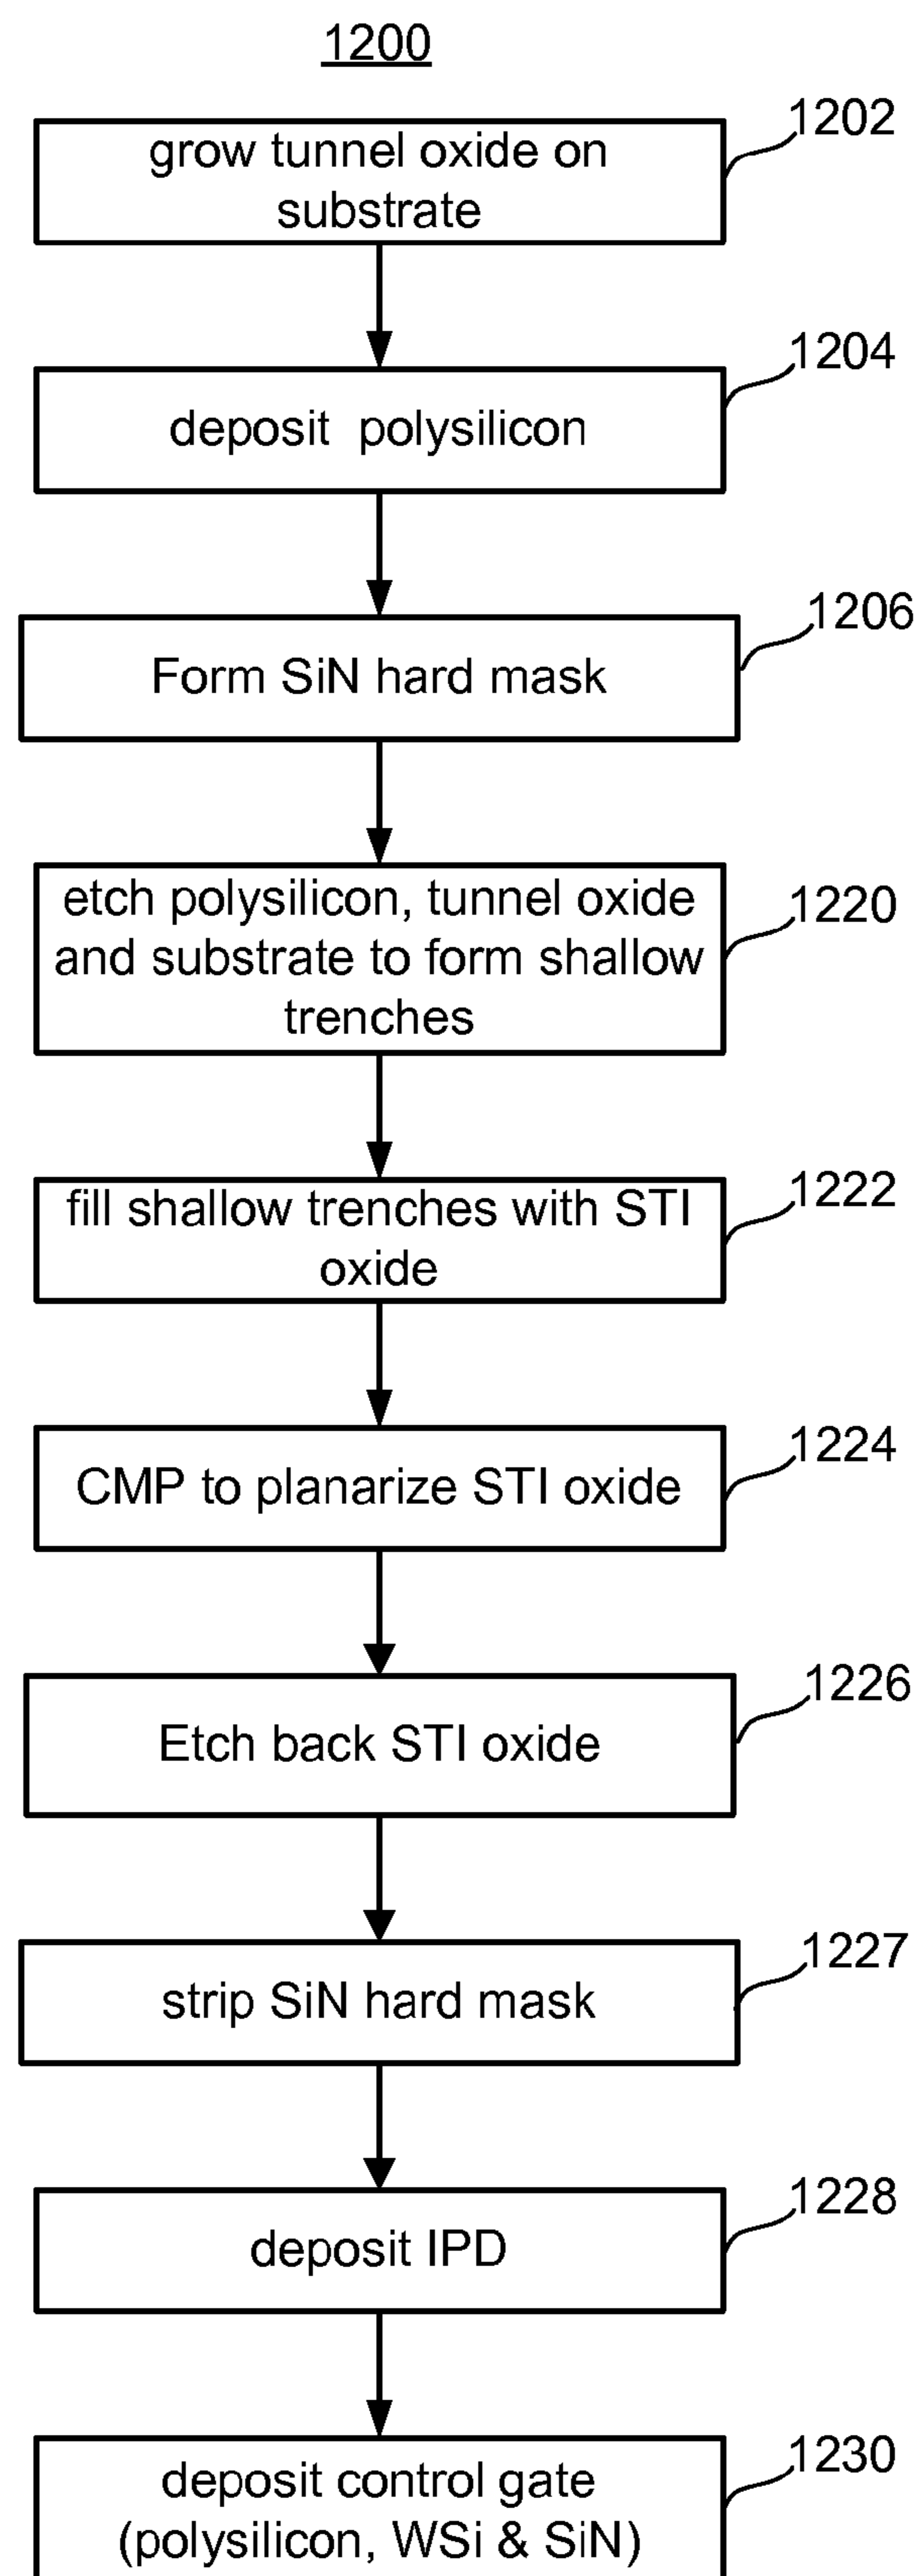 1200
1202
grow tunnel oxide on
substrate
1204
deposit polysilicon
1206
Form SiN hard mask
1220
etch polysilicon, tunnel oxide
and substrate to form shallow
trenches
1222
fill shallow trenches with STI
oxide
1224
CMP to planarize STI oxide
1226
Etch back STI oxide
1227
strip SiN hard mask
1228
deposit IPD
1230
deposit control gate
(polysilicon, WSi & SiN)